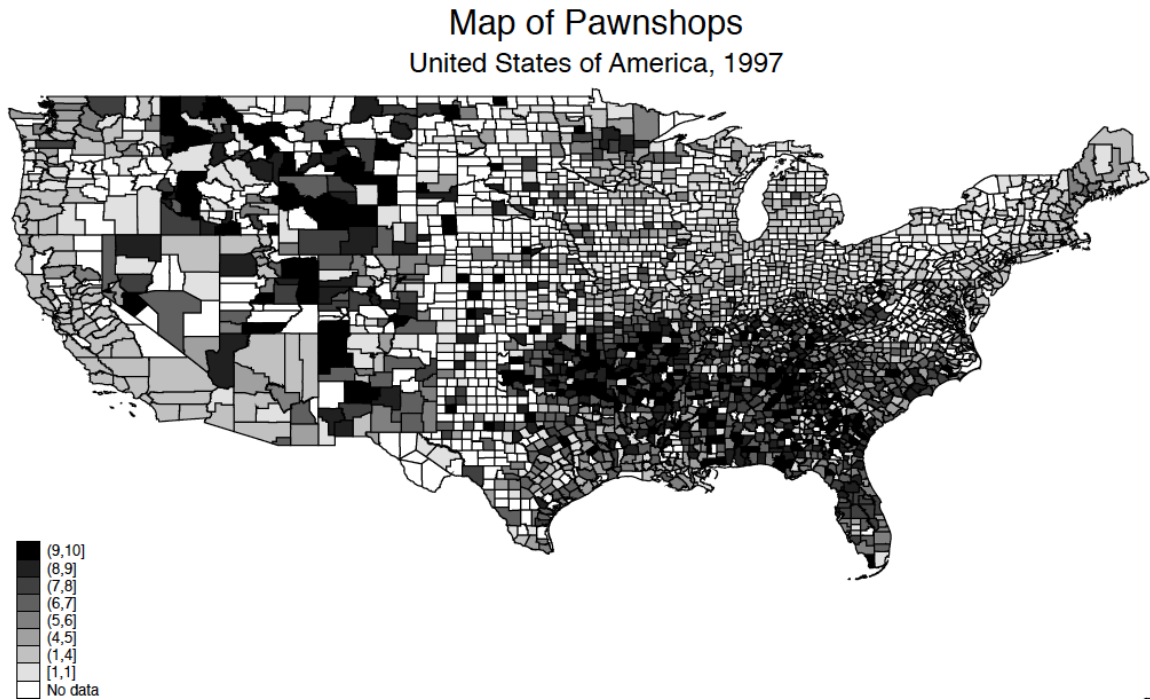 Map of Pawnshops
United States of America, 1997
(9,10]
(8,9]
(7,8]
(6,7]
(5,6]
(4,5]
(1,4]
[1,1]
No data